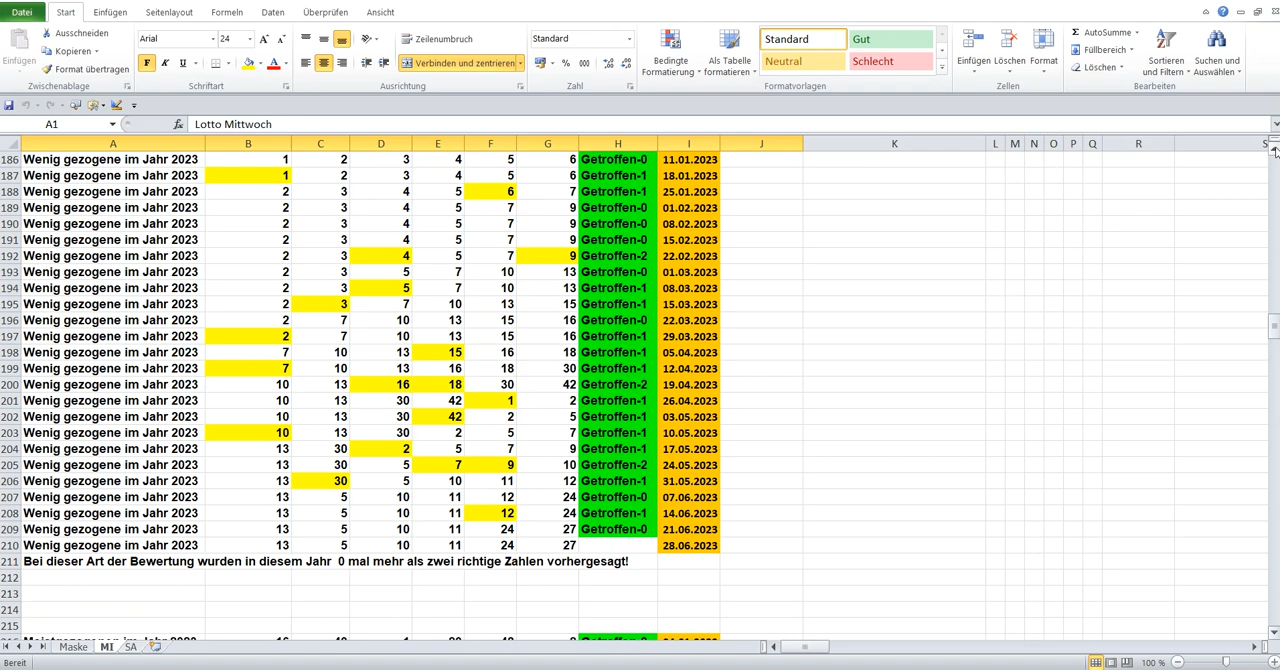 Datei Start Einfügen Seitenlayout Formeln Daten Überprüfen Ansicht
Einfügen Ausschneiden Kopieren Format übertragen
Arial 24 Zeilenumbruch Standard
F K U Verbinden und zentrieren % 000
Bedingte Formatierung Als Tabelle formatieren
Standard Gut
Neutral Schlecht
Einfügen Löschen Format
AutoSumme Füllbereich Löschen
Sortieren und Filtern Suchen und Auswählen
Zwischenablage Schriftart Ausrichtung Zahl Formatvorlagen Zellen Bearbeiten
A1 fx Lotto Mittwoch
A B C D E F G H I J K L M N O P Q R S
186 Wenig gezogene im Jahr 2023 1 2 3 4 5 6 Getroffen-0 11.01.2023
187 Wenig gezogene im Jahr 2023 1 2 3 4 5 6 Getroffen-1 18.01.2023
188 Wenig gezogene im Jahr 2023 2 3 4 5 6 7 Getroffen-1 25.01.2023
189 Wenig gezogene im Jahr 2023 2 3 4 5 7 9 Getroffen-0 01.02.2023
190 Wenig gezogene im Jahr 2023 2 3 4 5 7 9 Getroffen-0 08.02.2023
191 Wenig gezogene im Jahr 2023 2 3 4 5 7 9 Getroffen-0 15.02.2023
192 Wenig gezogene im Jahr 2023 2 3 4 5 7 9 Getroffen-2 22.02.2023
193 Wenig gezogene im Jahr 2023 2 3 5 7 10 13 Getroffen-0 01.03.2023
194 Wenig gezogene im Jahr 2023 2 3 5 7 10 13 Getroffen-1 08.03.2023
195 Wenig gezogene im Jahr 2023 2 3 7 10 13 15 Getroffen-1 15.03.2023
196 Wenig gezogene im Jahr 2023 2 7 10 13 15 16 Getroffen-0 22.03.2023
197 Wenig gezogene im Jahr 2023 2 7 10 13 15 16 Getroffen-1 29.03.2023
198 Wenig gezogene im Jahr 2023 7 10 13 15 16 18 Getroffen-1 05.04.2023
199 Wenig gezogene im Jahr 2023 7 10 13 16 18 30 Getroffen-1 12.04.2023
200 Wenig gezogene im Jahr 2023 10 13 16 18 30 42 Getroffen-2 19.04.2023
201 Wenig gezogene im Jahr 2023 10 13 30 42 1 2 Getroffen-1 26.04.2023
202 Wenig gezogene im Jahr 2023 10 13 30 42 2 5 Getroffen-1 03.05.2023
203 Wenig gezogene im Jahr 2023 10 13 30 2 5 7 Getroffen-1 10.05.2023
204 Wenig gezogene im Jahr 2023 13 30 2 5 7 9 Getroffen-1 17.05.2023
205 Wenig gezogene im Jahr 2023 13 30 5 7 9 10 Getroffen-2 24.05.2023
206 Wenig gezogene im Jahr 2023 13 30 5 10 11 12 Getroffen-1 31.05.2023
207 Wenig gezogene im Jahr 2023 13 5 10 11 12 24 Getroffen-0 07.06.2023
208 Wenig gezogene im Jahr 2023 13 5 10 11 12 24 Getroffen-1 14.06.2023
209 Wenig gezogene im Jahr 2023 13 5 10 11 24 27 Getroffen-0 21.06.2023
210 Wenig gezogene im Jahr 2023 13 5 10 11 24 27 28.06.2023
211 Bei dieser Art der Bewertung wurden in diesem Jahr 0 mal mehr als zwei richtige Zahlen vorhergesagt!
212
213
214
215
Maske MI SA
Bereit 100 %